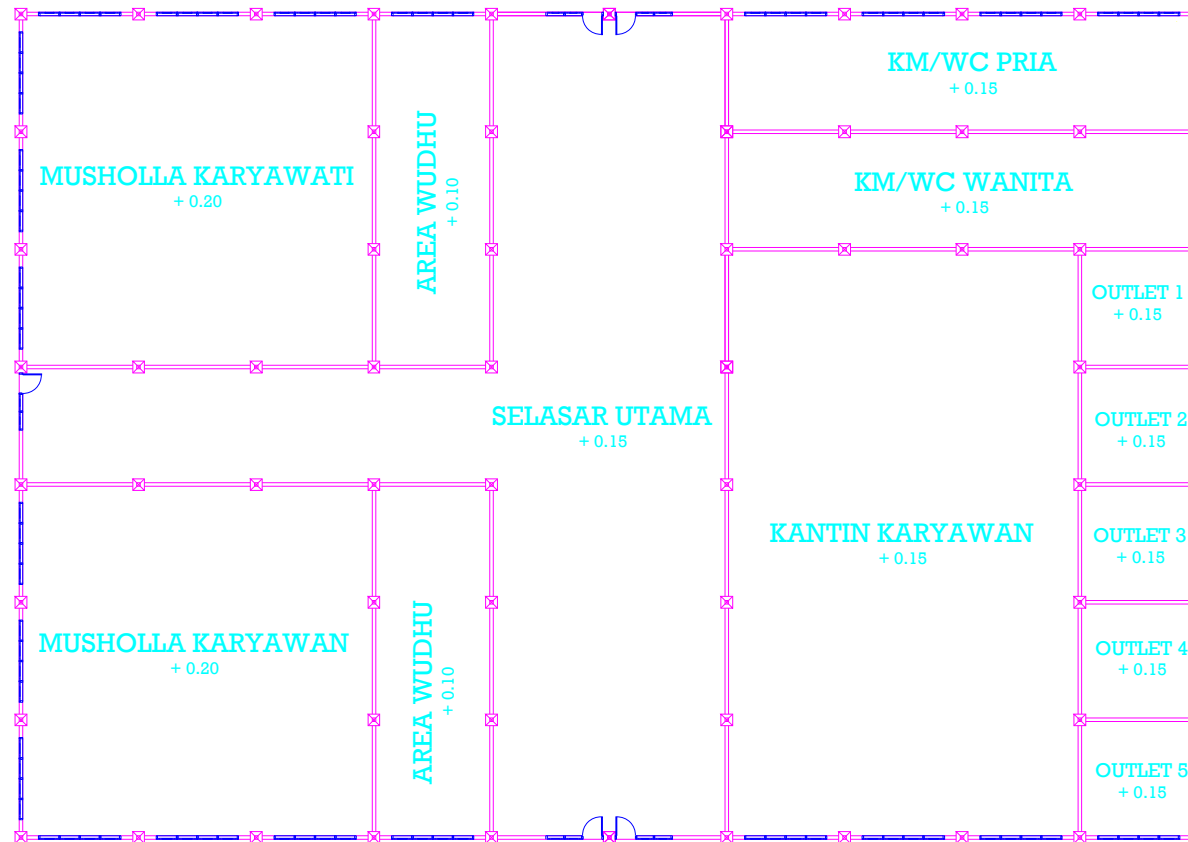 KM/WC PRIA
+ 0.15
KM/WC WANITA
+ 0.15
MUSHOLLA KARYAWATI
+ 0.20
AREA WUDHU
+ 0.10
OUTLET 1
+ 0.15
SELASAR UTAMA
+ 0.15
OUTLET 2
+ 0.15
KANTIN KARYAWAN
+ 0.15
OUTLET 3
+ 0.15
MUSHOLLA KARYAWAN
+ 0.20
AREA WUDHU
+ 0.10
OUTLET 4
+ 0.15
OUTLET 5
+ 0.15